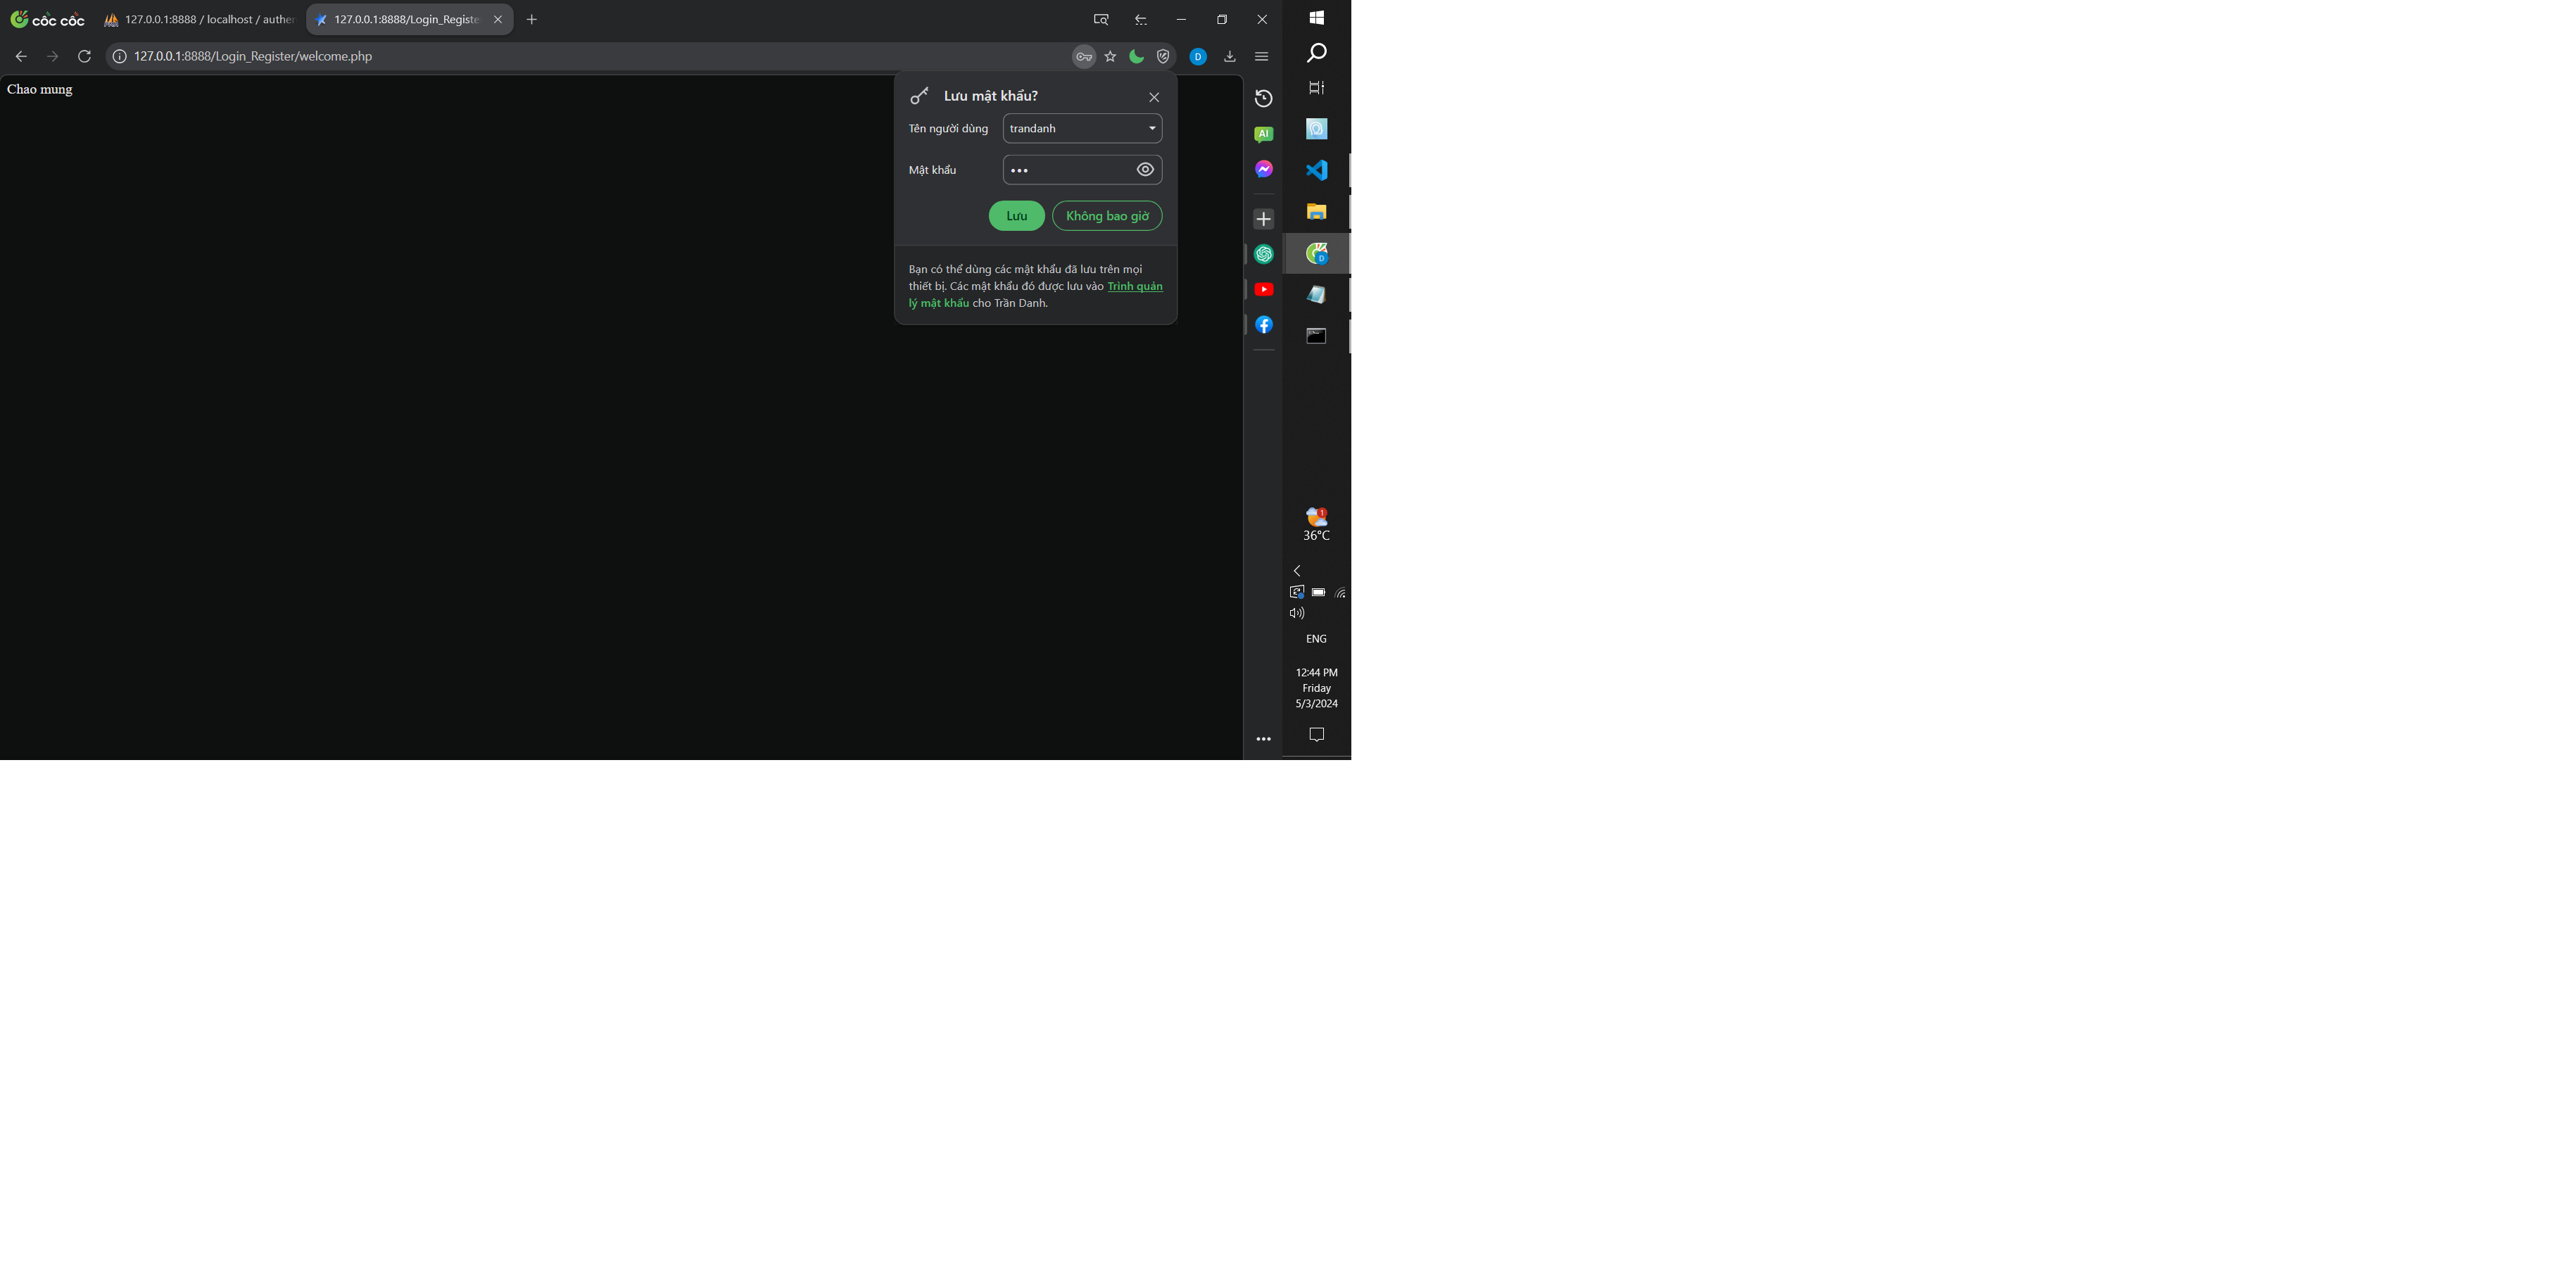 cốc cốc
127.0.0.1:8888 / localhost / auther
127.0.0.1:8888/Login_Registe
127.0.0.1:8888/Login_Register/welcome.php
D
Chao mung
Lưu mật khẩu?
Tên người dùng
trandanh
Mật khẩu
Lưu
Không bao giờ
Bạn có thể dùng các mật khẩu đã lưu trên mọi
thiết bị. Các mật khẩu đó được lưu vào Trình quản
lý mật khẩu cho Trần Danh.
AI
D
1
36°C
ENG
12:44 PM
Friday
5/3/2024